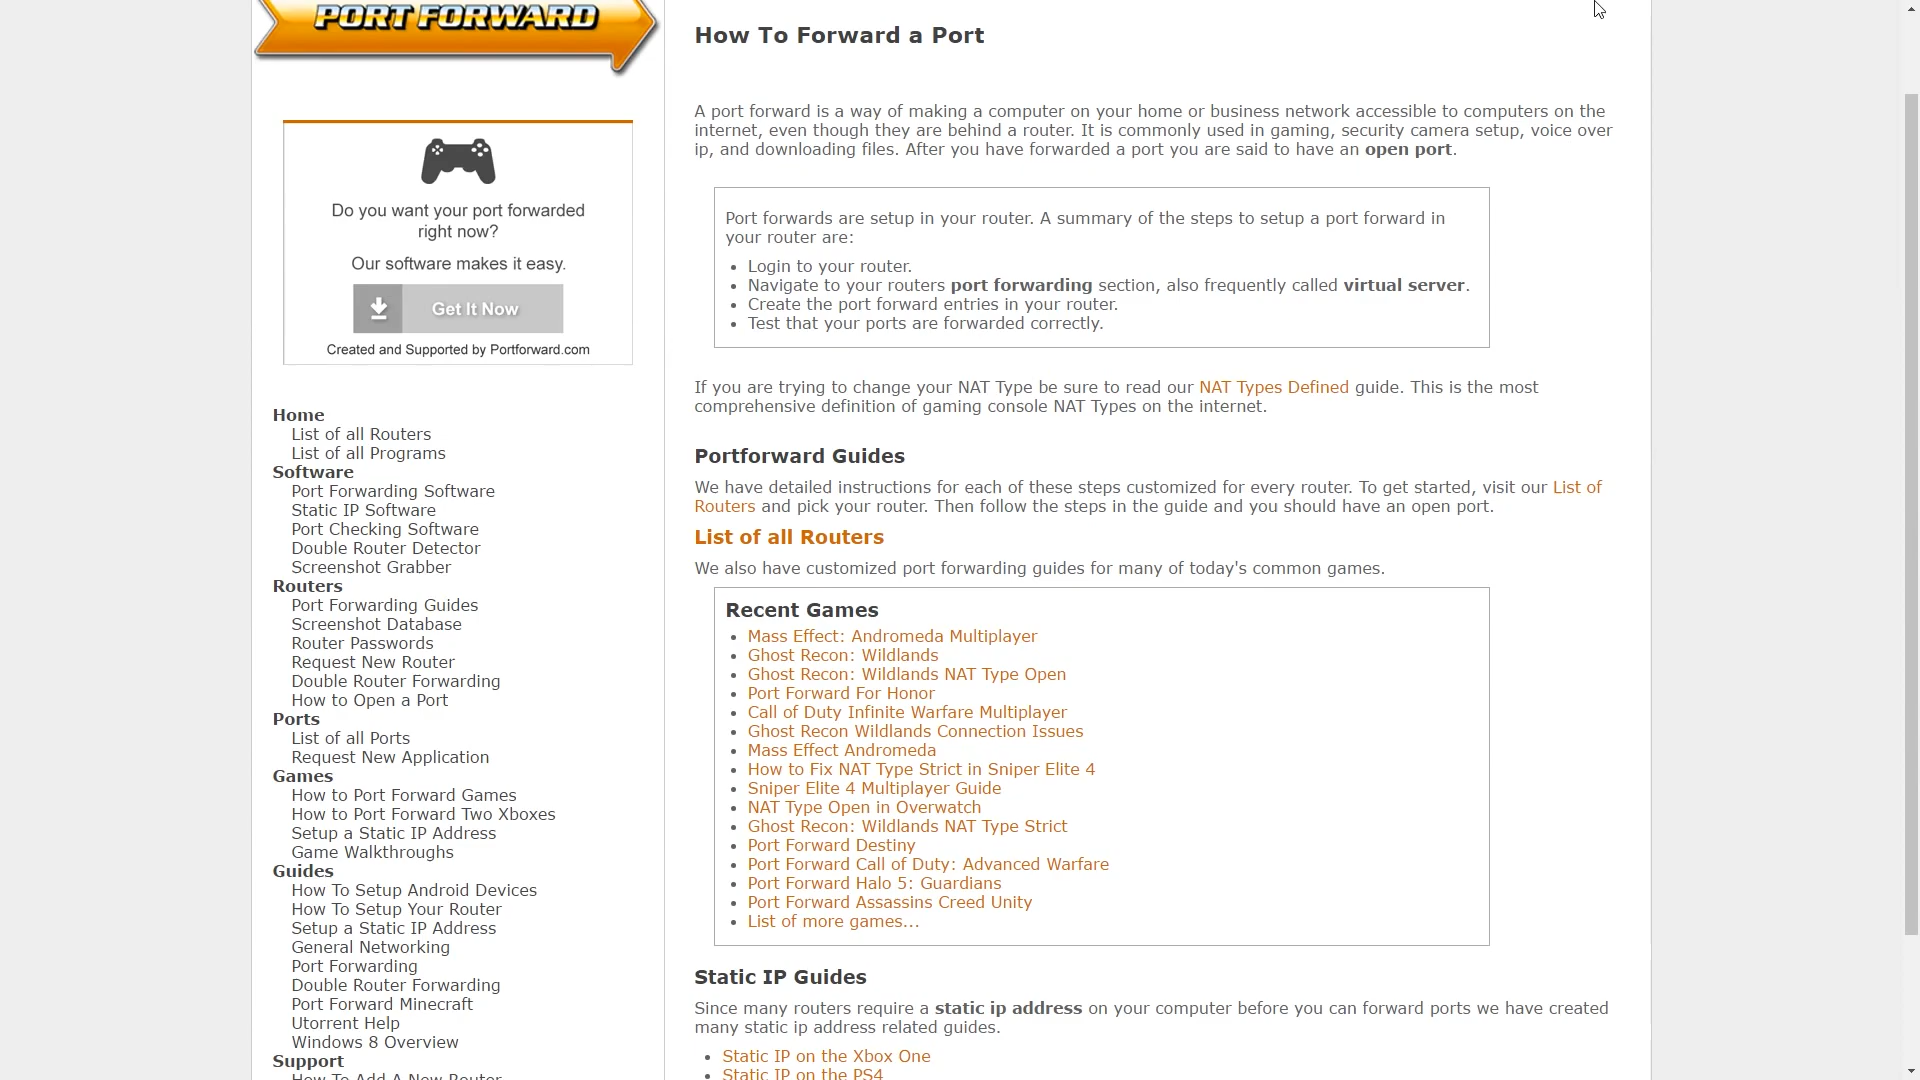 PORT FORWARD
Do you want your port forwarded
right now?
Our software makes it easy.
Get It Now
Created and Supported by Portforward.com
Home
List of all Routers
List of all Programs
Software
Port Forwarding Software
Static IP Software
Port Checking Software
Double Router Detector
Screenshot Grabber
Routers
Port Forwarding Guides
Screenshot Database
Router Passwords
Request New Router
Double Router Forwarding
How to Open a Port
Ports
List of all Ports
Request New Application
Games
How to Port Forward Games
How to Port Forward Two Xboxes
Setup a Static IP Address
Game Walkthroughs
Guides
How To Setup Android Devices
How To Setup Your Router
Setup a Static IP Address
General Networking
Port Forwarding
Double Router Forwarding
Port Forward Minecraft
Utorrent Help
Windows 8 Overview
Support
How To Add A New Router
How To Forward a Port
A port forward is a way of making a computer on your home or business network accessible to computers on the
internet, even though they are behind a router. It is commonly used in gaming, security camera setup, voice over
ip, and downloading files. After you have forwarded a port you are said to have an open port.
Port forwards are setup in your router. A summary of the steps to setup a port forward in
your router are:
• Login to your router.
• Navigate to your routers port forwarding section, also frequently called virtual server.
• Create the port forward entries in your router.
• Test that your ports are forwarded correctly.
If you are trying to change your NAT Type be sure to read our NAT Types Defined guide. This is the most
comprehensive definition of gaming console NAT Types on the internet.
Portforward Guides
We have detailed instructions for each of these steps customized for every router. To get started, visit our List of
Routers and pick your router. Then follow the steps in the guide and you should have an open port.
List of all Routers
We also have customized port forwarding guides for many of today's common games.
Recent Games
• Mass Effect: Andromeda Multiplayer
• Ghost Recon: Wildlands
• Ghost Recon: Wildlands NAT Type Open
• Port Forward For Honor
• Call of Duty Infinite Warfare Multiplayer
• Ghost Recon Wildlands Connection Issues
• Mass Effect Andromeda
• How to Fix NAT Type Strict in Sniper Elite 4
• Sniper Elite 4 Multiplayer Guide
• NAT Type Open in Overwatch
• Ghost Recon: Wildlands NAT Type Strict
• Port Forward Destiny
• Port Forward Call of Duty: Advanced Warfare
• Port Forward Halo 5: Guardians
• Port Forward Assassins Creed Unity
• List of more games...
Static IP Guides
Since many routers require a static ip address on your computer before you can forward ports we have created
many static ip address related guides.
• Static IP on the Xbox One
• Static IP on the PS4